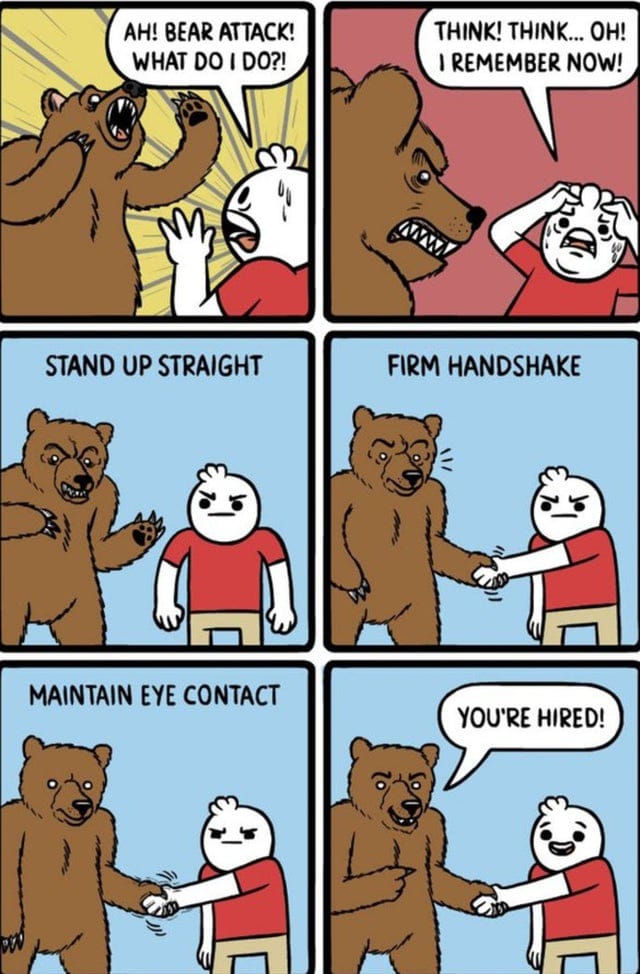 AH! BEAR ATTACK!
WHAT DO I DO?!
THINK! THINK... OH!
I REMEMBER NOW!
STAND UP STRAIGHT
FIRM HANDSHAKE
MAINTAIN EYE CONTACT
YOU'RE HIRED!